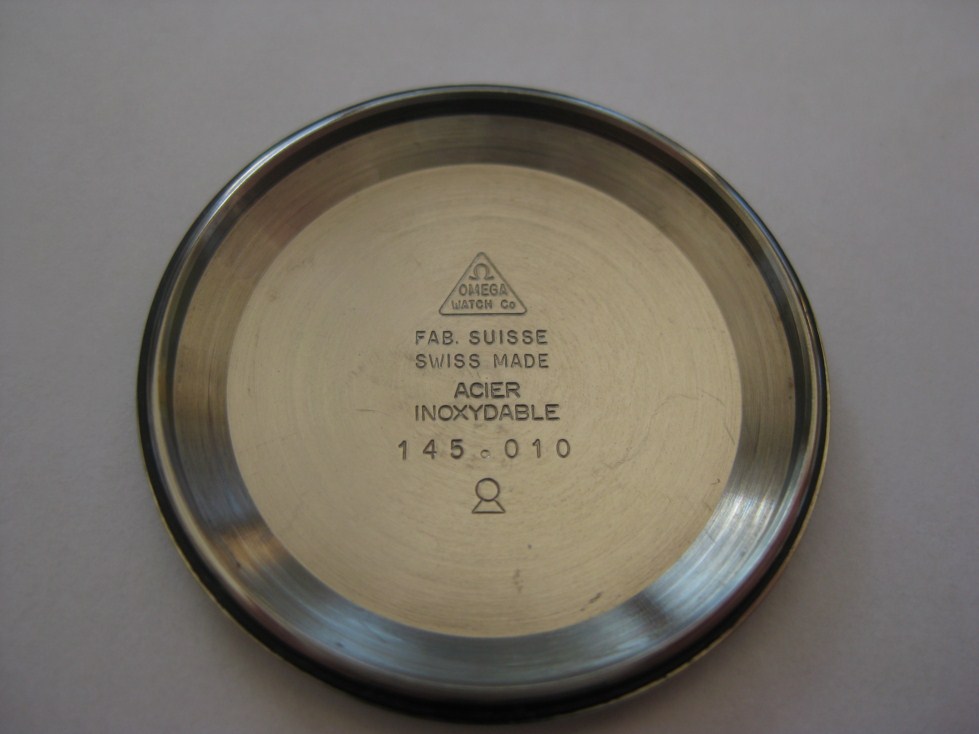 Ω
OMEGA
WATCH Co
FAB. SUISSE
SWISS MADE
ACIER
INOXYDABLE
145.010